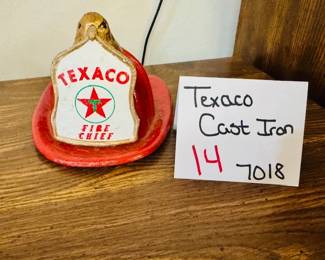 TEXACO
T
FIRE
CHIEF
Texaco
Cast Iron
14 7018